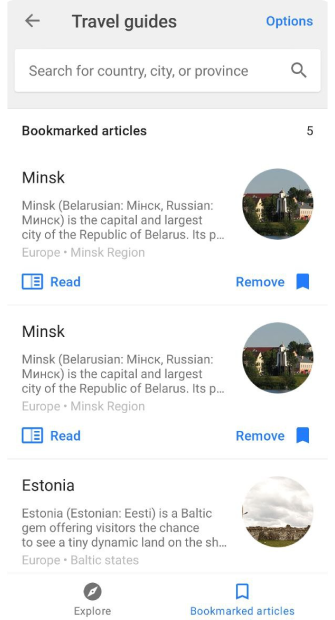 Travel guides
Options
Search for country, city, or province
Bookmarked articles
5
Minsk
Minsk (Belarusian: Мінск, Russian:
Минск) is the capital and largest
city of the Republic of Belarus. Its p...
Europe • Minsk Region
Read
Remove
Minsk
Minsk (Belarusian: Мінск, Russian:
Минск) is the capital and largest
city of the Republic of Belarus. Its p...
Europe • Minsk Region
Read
Remove
Estonia
Estonia (Estonian: Eesti) is a Baltic
gem offering visitors the chance
to see a tiny dynamic land on the sh...
Europe • Baltic states
Explore
Bookmarked articles